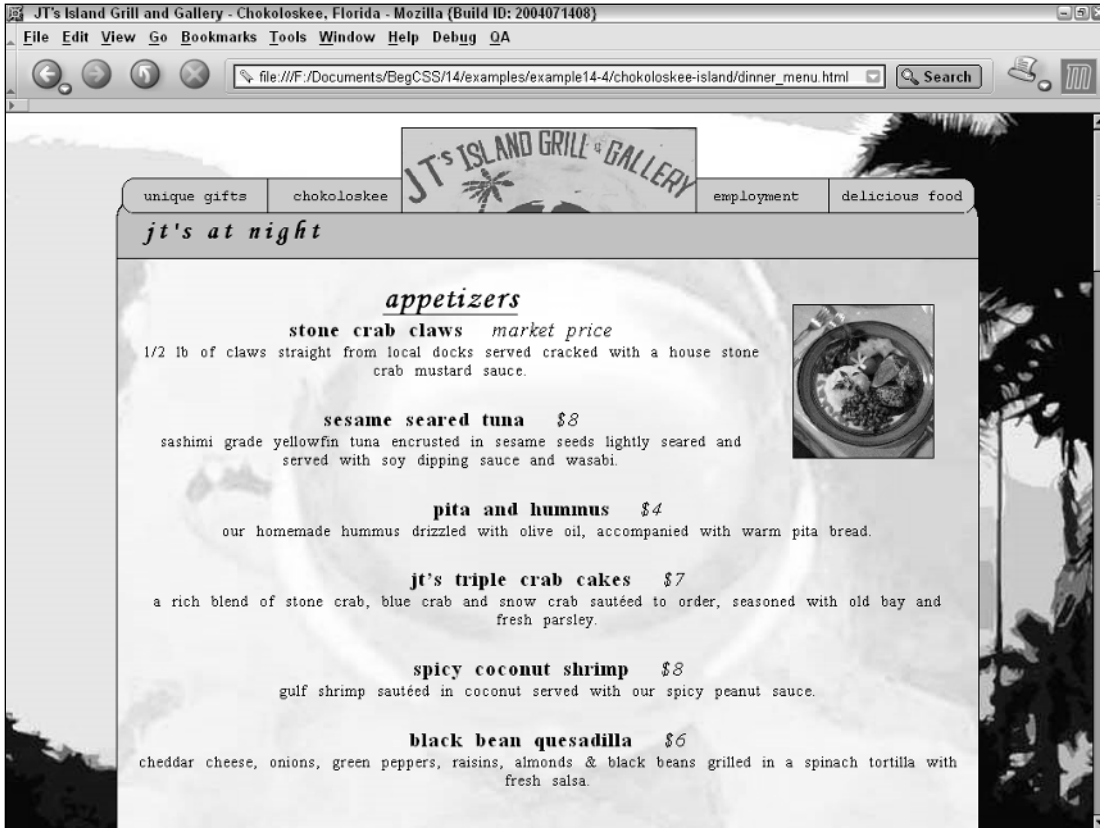 JT's Island Grill and Gallery - Chokoloskee, Florida - Mozilla {Build ID: 2004071408}
File Edit View Go Bookmarks Tools Window Help Debug QA
file:///F:/Documents/BegCSS/14/examples/example14-4/chokoloskee-island/dinner_menu.html Search
JT's ISLAND GRILL & GALLERY
unique gifts chokoloskee employment delicious food
jt's at night
appetizers
stone crab claws market price
1/2 lb of claws straight from local docks served cracked with a house stone
crab mustard sauce.
sesame seared tuna $8
sashimi grade yellowfin tuna encrusted in sesame seeds lightly seared and
served with soy dipping sauce and wasabi.
pita and hummus $4
our homemade hummus drizzled with olive oil, accompanied with warm pita bread.
jt's triple crab cakes $7
a rich blend of stone crab, blue crab and snow crab sautéed to order, seasoned with old bay and
fresh parsley.
spicy coconut shrimp $8
gulf shrimp sautéed in coconut served with our spicy peanut sauce.
black bean quesadilla $6
cheddar cheese, onions, green peppers, raisins, almonds & black beans grilled in a spinach tortilla with
fresh salsa.